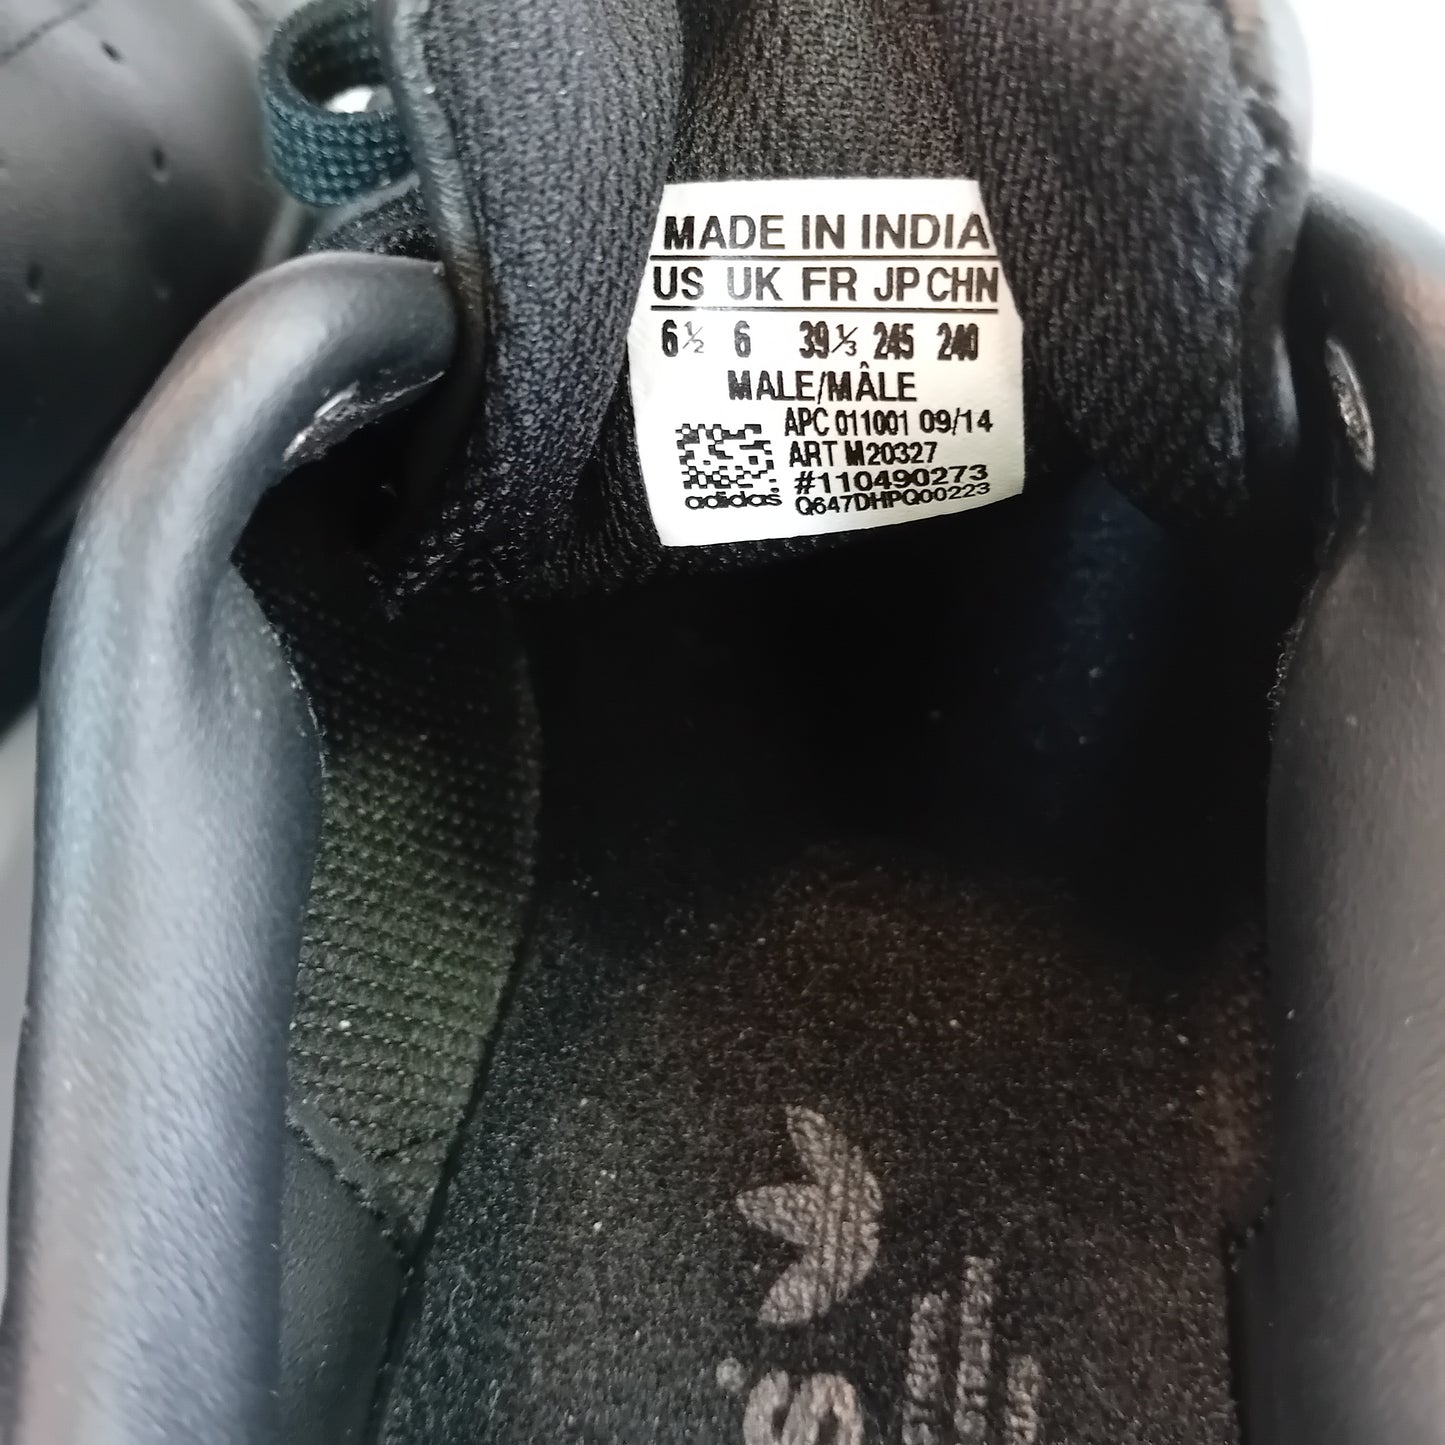 MADE IN INDIA
US UK FR JP CHN
6½ 6 39⅓ 245 240
MALE/MÂLE
APC 011001 09/14
ART M20327
#110490273
adidas Q647DHPQ00223